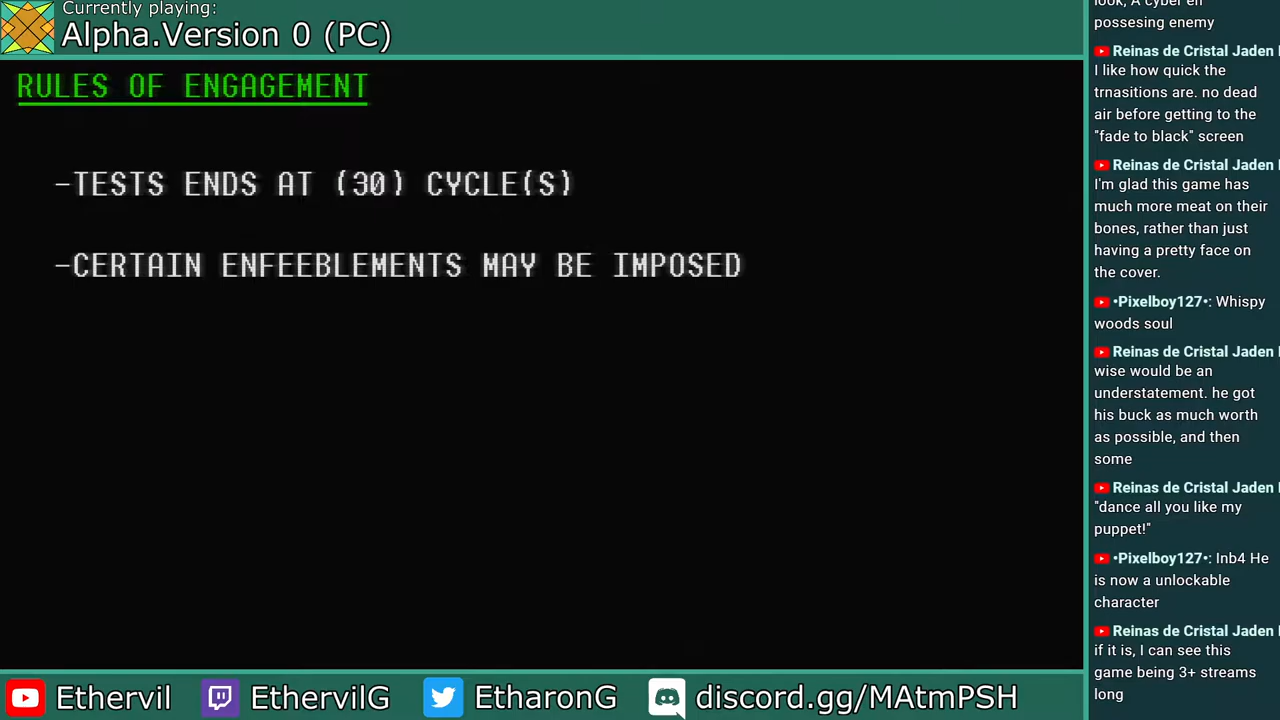 Currently playing:
Alpha.Version 0 (PC)
RULES OF ENGAGEMENT
-TESTS ENDS AT (30) CYCLE(S)
-CERTAIN ENFEEBLEMENTS MAY BE IMPOSED
look, A cyber en
possesing enemy
Reinas de Cristal Jaden
I like how quick the
trnasitions are. no dead
air before getting to the
"fade to black" screen
Reinas de Cristal Jaden
I'm glad this game has
much more meat on their
bones, rather than just
having a pretty face on
the cover.
•Pixelboy127•: Whispy
woods soul
Reinas de Cristal Jaden
wise would be an
understatement. he got
his buck as much worth
as possible, and then
some
Reinas de Cristal Jaden
"dance all you like my
puppet!"
•Pixelboy127•: Inb4 He
is now a unlockable
character
Reinas de Cristal Jaden
if it is, I can see this
game being 3+ streams
long
Ethervil
EthervilG
EtharonG
discord.gg/MAtmPSH